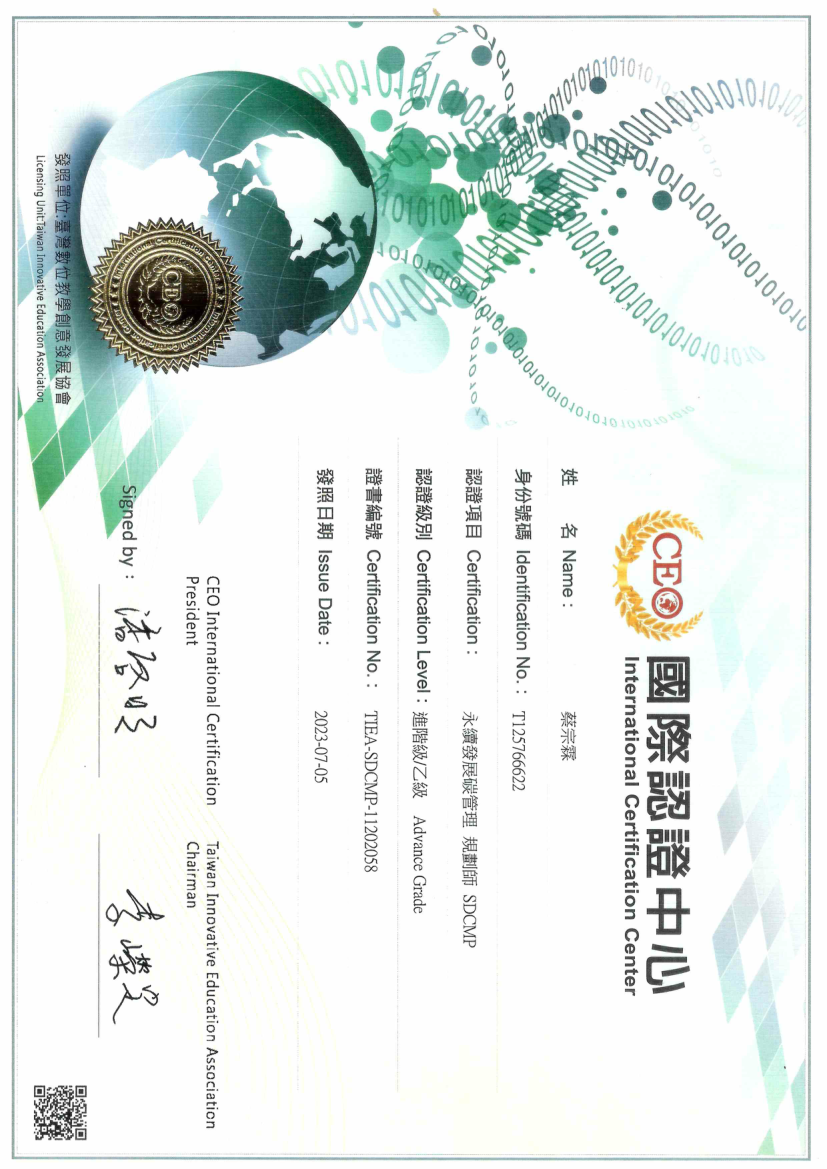 CEO
國際認證中心
International Certification Center
姓 名 Name : 蔡宗霖
身份號碼 Identification No. : T125766622
認證項目 Certification : 永續發展碳管理 規劃師 SDCMP
認證級別 Certification Level : 進階級/乙級 Advance Grade
證書編號 Certification No. : TIEA-SDCMP-11202058
發照日期 Issue Date : 2023-07-05
CEO International Certification
President
Taiwan Innovative Education Association
Chairman
Signed by :
CEO
International Certification Center
發照單位:臺灣數位教學創意發展協會
Licensing Unit:Taiwan Innovative Education Association